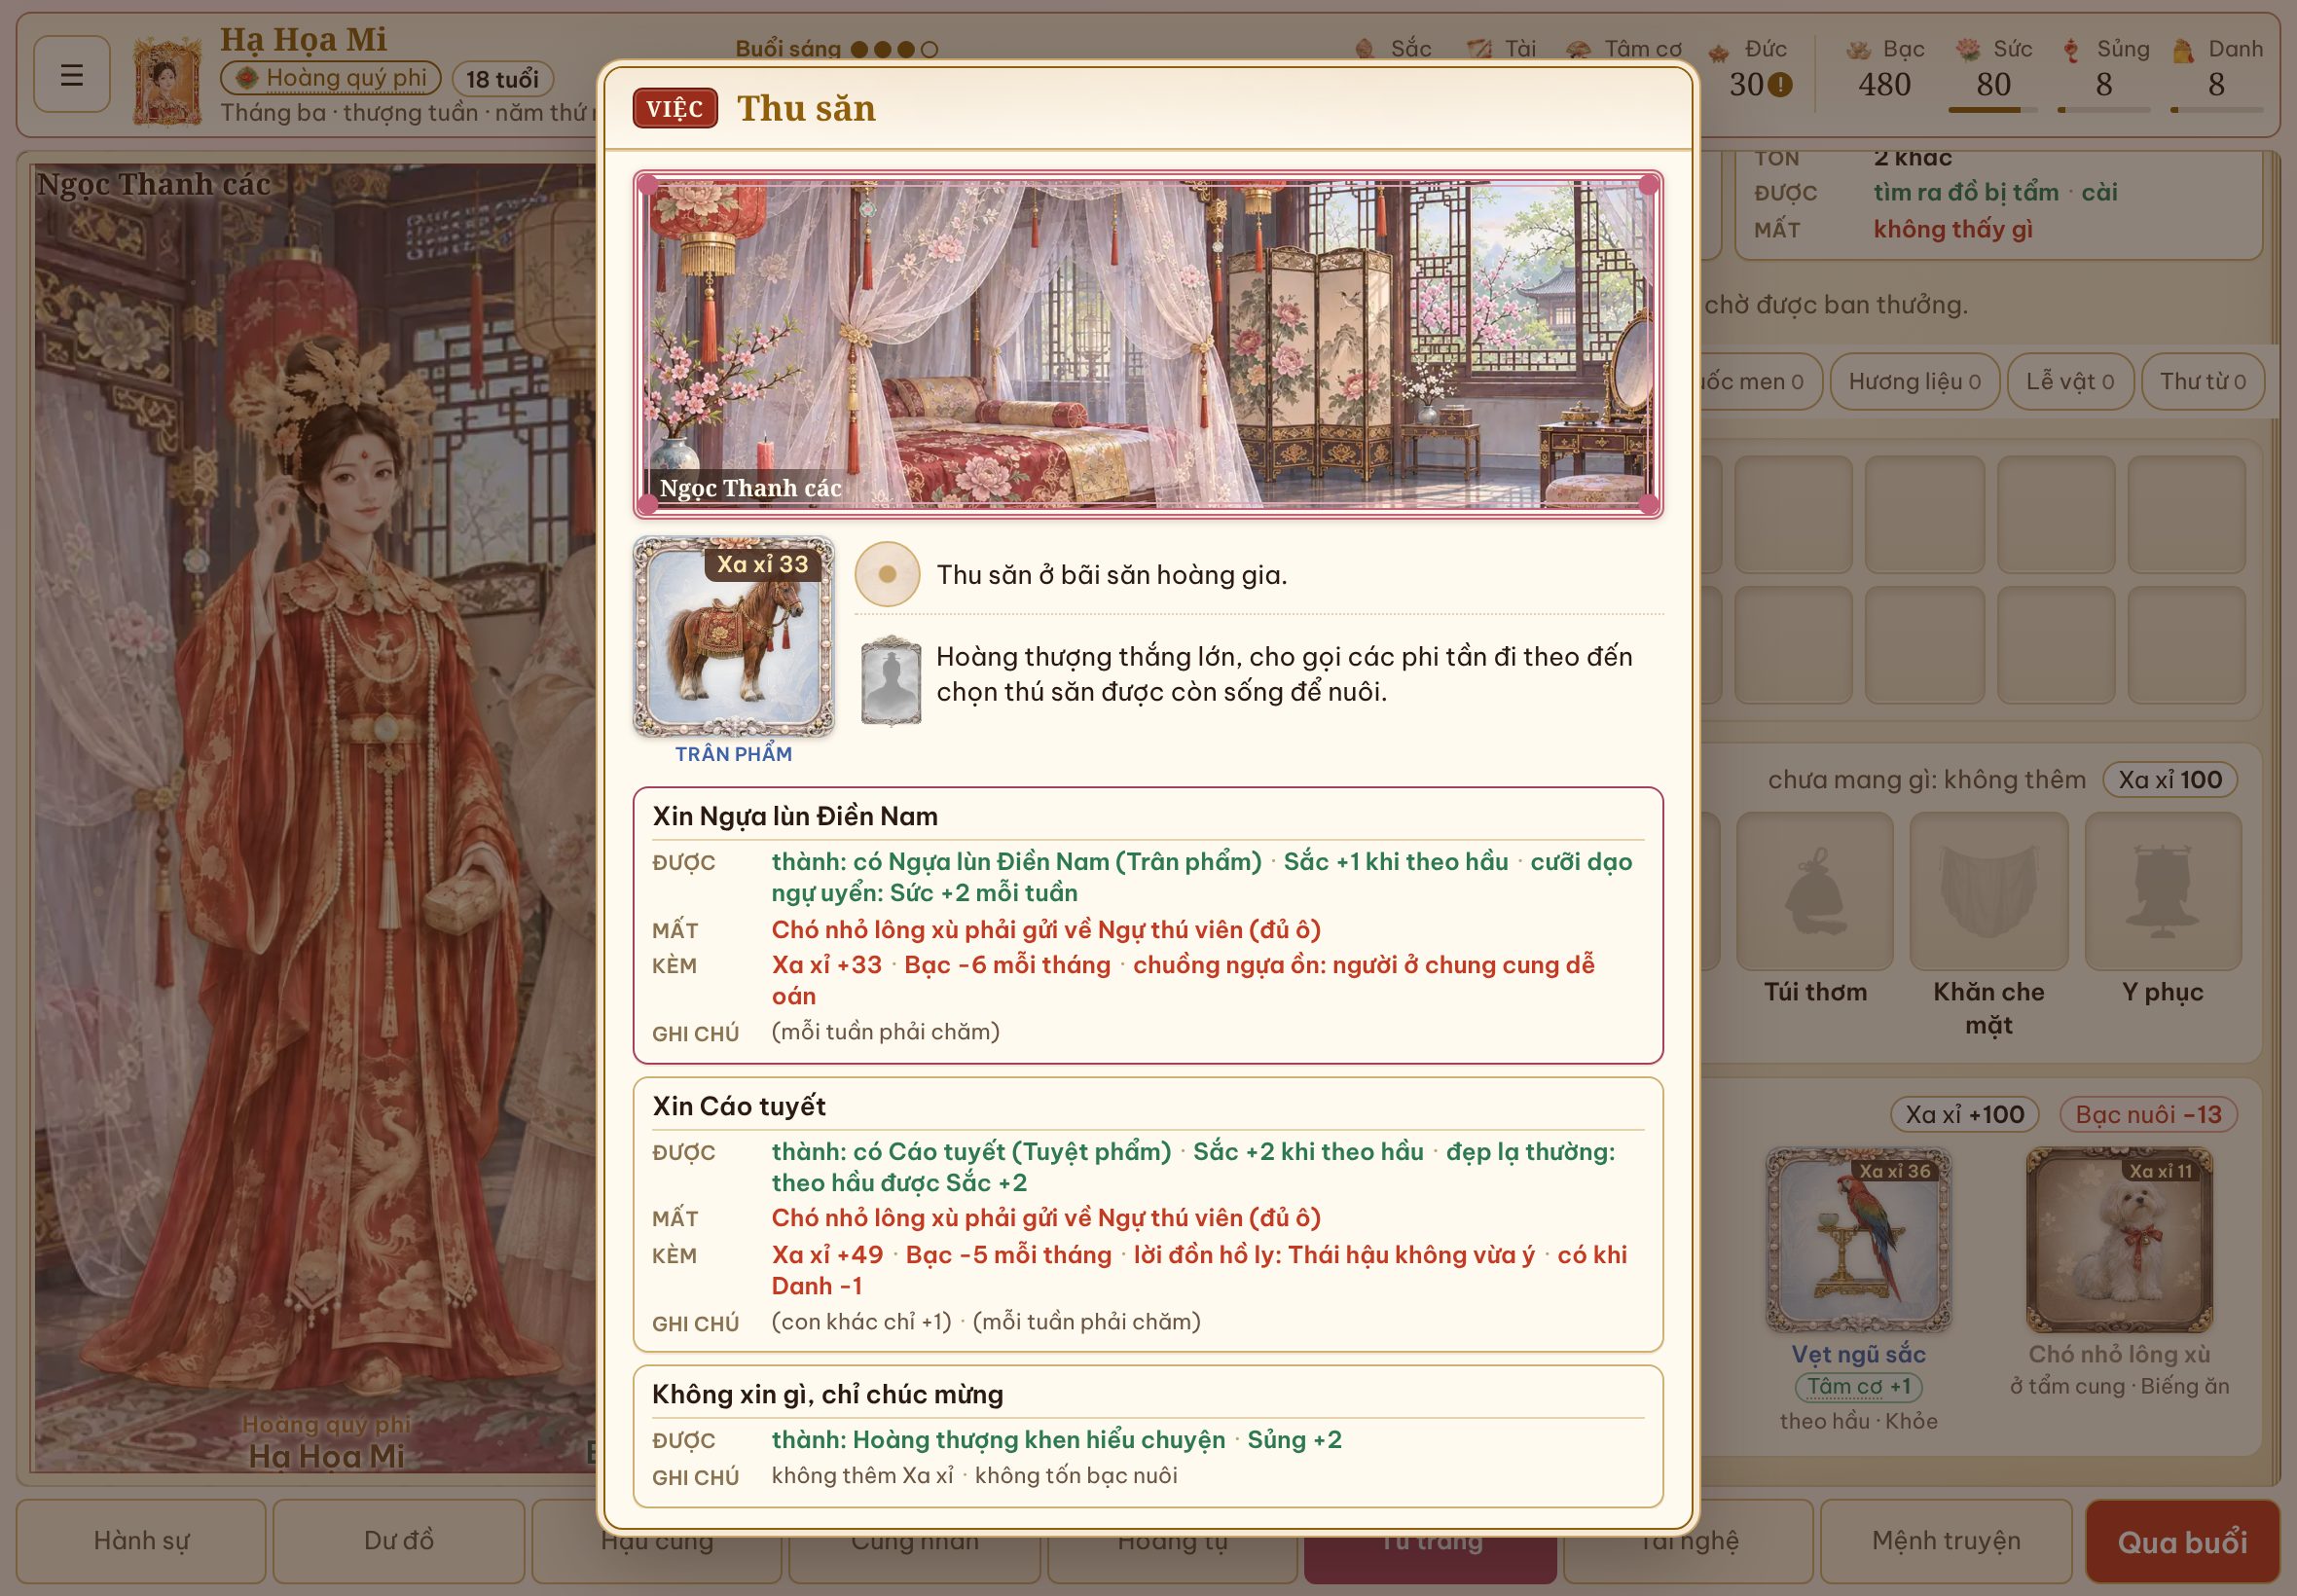 Hạ Họa Mi
Hoàng quý phi
18 tuổi
Tháng ba · thượng tuần · năm thứ
Buổi sáng
Sắc
Tài
Tâm cơ
Đức
30
Bạc
480
Sức
80
Sủng
8
Danh
8
Ngọc Thanh các
VIỆC
Thu săn
Ngọc Thanh các
Xa xỉ 33
TRÂN PHẨM
Thu săn ở bãi săn hoàng gia.
Hoàng thượng thắng lớn, cho gọi các phi tần đi theo đến
chọn thú săn được còn sống để nuôi.
Xin Ngựa lùn Điền Nam
ĐƯỢC thành: có Ngựa lùn Điền Nam (Trân phẩm) · Sắc +1 khi theo hầu · cưỡi dạo
ngự uyển: Sức +2 mỗi tuần
MẤT Chó nhỏ lông xù phải gửi về Ngự thú viên (đủ ô)
KÈM Xa xỉ +33 · Bạc -6 mỗi tháng · chuồng ngựa ồn: người ở chung cung dễ
oán
GHI CHÚ (mỗi tuần phải chăm)
Xin Cáo tuyết
ĐƯỢC thành: có Cáo tuyết (Tuyệt phẩm) · Sắc +2 khi theo hầu · đẹp lạ thường:
theo hầu được Sắc +2
MẤT Chó nhỏ lông xù phải gửi về Ngự thú viên (đủ ô)
KÈM Xa xỉ +49 · Bạc -5 mỗi tháng · lời đồn hồ ly: Thái hậu không vừa ý · có khi
Danh -1
GHI CHÚ (con khác chỉ +1) · (mỗi tuần phải chăm)
Không xin gì, chỉ chúc mừng
ĐƯỢC thành: Hoàng thượng khen hiểu chuyện · Sủng +2
GHI CHÚ không thêm Xa xỉ · không tốn bạc nuôi
TỐN 2 khắc
ĐƯỢC tìm ra đồ bị tẩm · cài
MẤT không thấy gì
chờ được ban thưởng.
men 0
Hương liệu 0
Lễ vật 0
Thư từ 0
chưa mang gì: không thêm
Xa xỉ 100
Túi thơm
Khăn che
mặt
Y phục
Xa xỉ +100
Bạc nuôi -13
Xa xỉ 36
Xa xỉ 11
Vẹt ngũ sắc
Tâm cơ +1
theo hầu · Khỏe
Chó nhỏ lông xù
ở tẩm cung · Biếng ăn
Hoàng quý phi
Hạ Họa Mi
Hành sự
Dư đồ
Hậu cung
Cung nhân
Hoàng tự
Tư trang
Tài nghệ
Mệnh truyện
Qua buổi